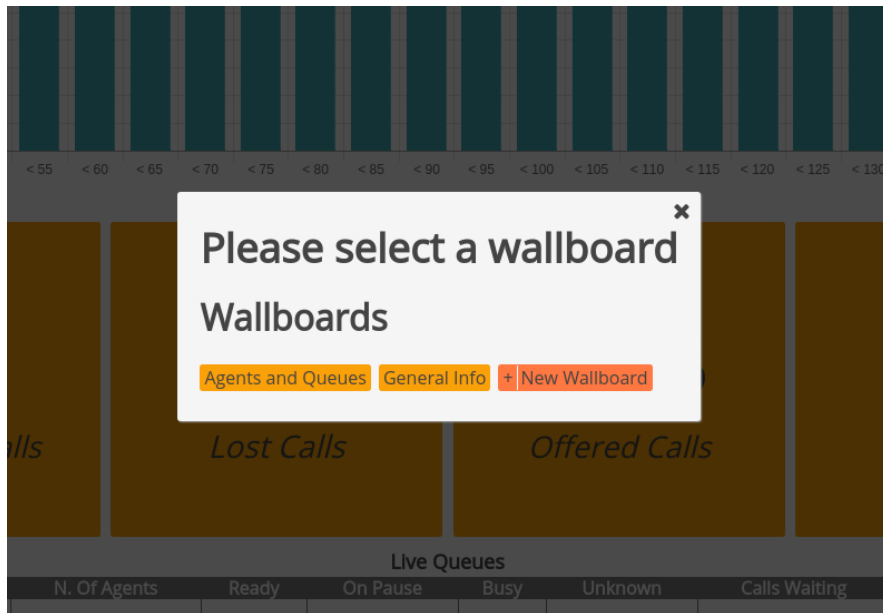 < 55 < 60 < 65 < 70 < 75 < 80 < 85 < 90 < 95 < 100 < 105 < 110 < 115 < 120 < 125 < 130
✖
Please select a wallboard
Wallboards
Agents and Queues General Info + New Wallboard
Lost Calls Offered Calls
Live Queues
N. Of Agents Ready On Pause Busy Unknown Calls Waiting